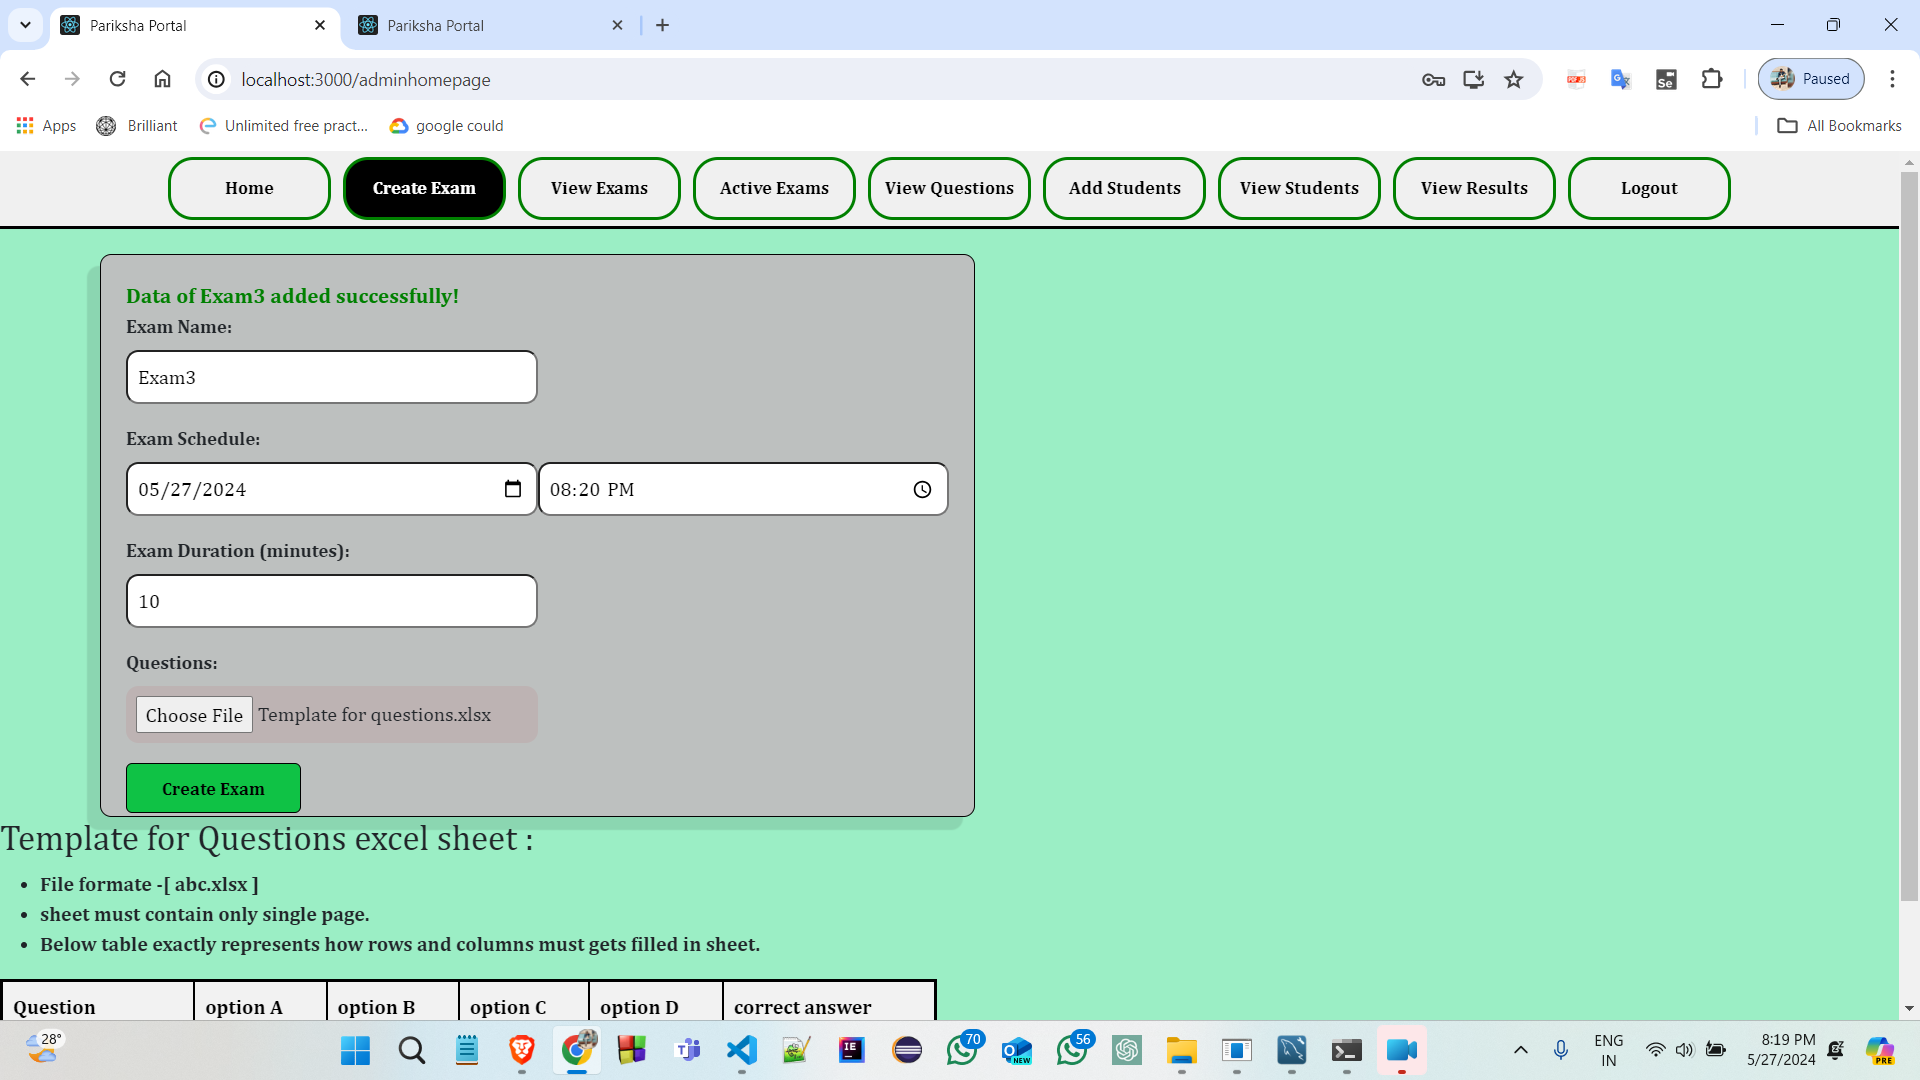 Pariksha Portal
Pariksha Portal
localhost:3000/adminhomepage
Paused
Apps
Brilliant
Unlimited free pract...
google could
All Bookmarks
Home
Create Exam
View Exams
Active Exams
View Questions
Add Students
View Students
View Results
Logout
Data of Exam3 added successfully!
Exam Name:
Exam3
Exam Schedule:
05/27/2024
08:20 PM
Exam Duration (minutes):
10
Questions:
Choose File Template for questions.xlsx
Create Exam
Template for Questions excel sheet :
• File formate -[ abc.xlsx ]
• sheet must contain only single page.
• Below table exactly represents how rows and columns must gets filled in sheet.
Question option A option B option C option D correct answer
28°
70
NEW
56
ENG
IN
8:19 PM
5/27/2024
PRE